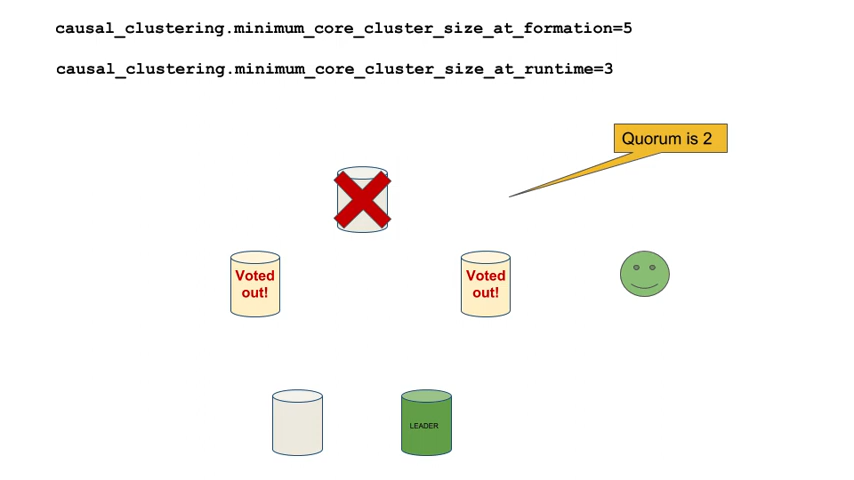 causal_clustering.minimum_core_cluster_size_at_formation=5
causal_clustering.minimum_core_cluster_size_at_runtime=3
Quorum is 2
Voted
out!
Voted
out!
LEADER